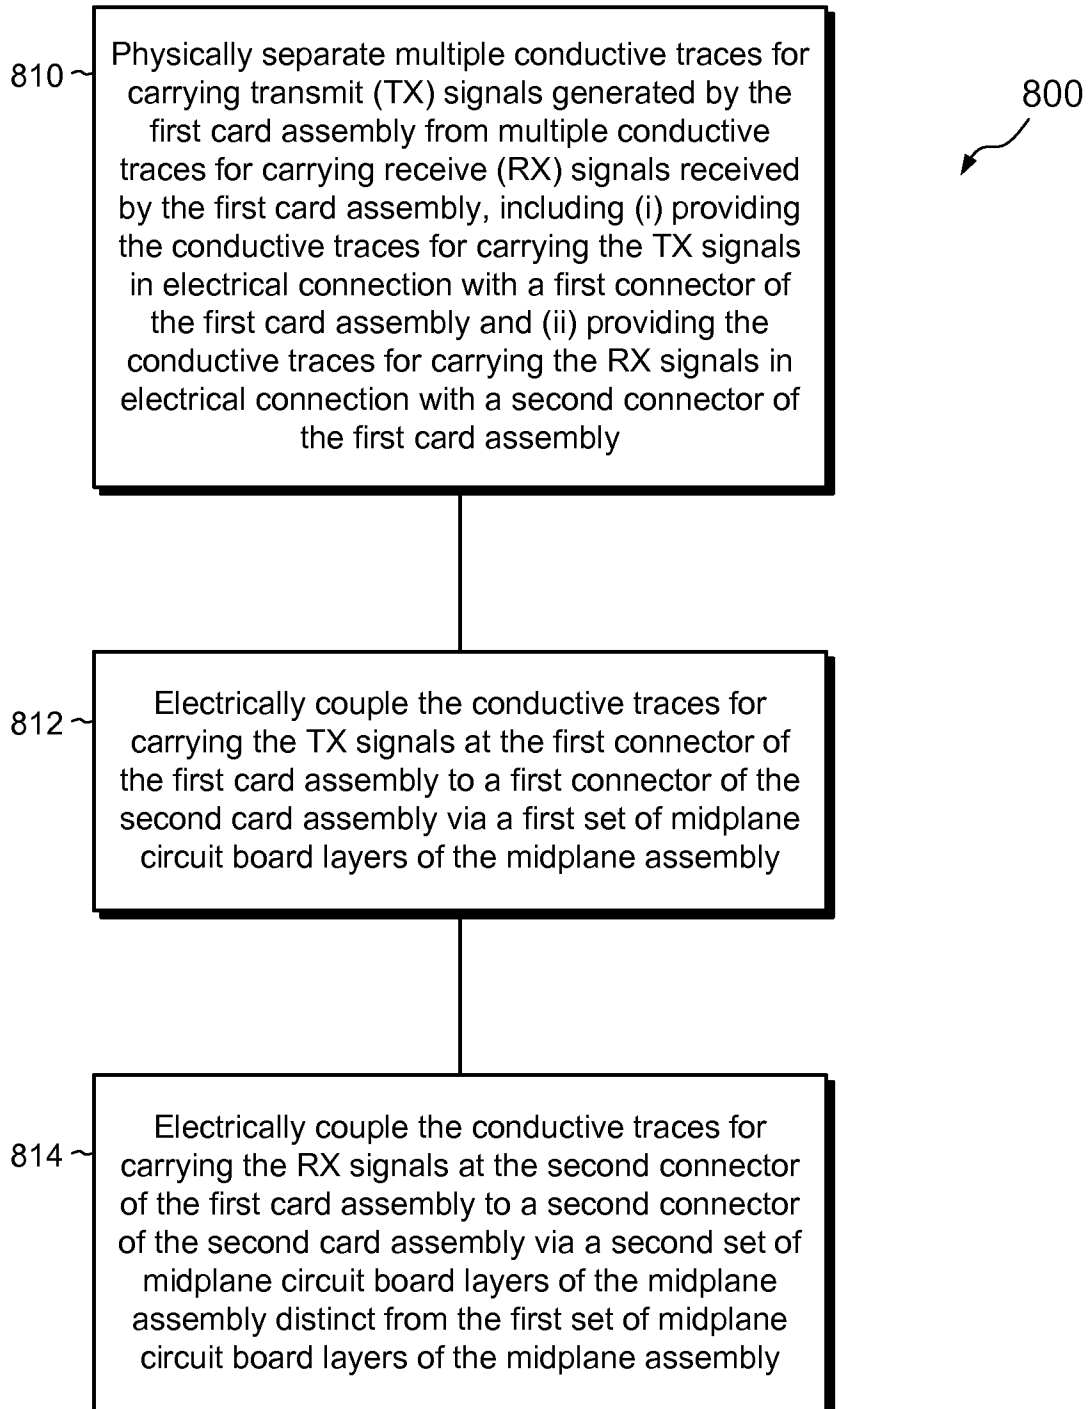 810
Physically separate multiple conductive traces for
carrying transmit (TX) signals generated by the
first card assembly from multiple conductive
traces for carrying receive (RX) signals received
by the first card assembly, including (i) providing
the conductive traces for carrying the TX signals
in electrical connection with a first connector of
the first card assembly and (ii) providing the
conductive traces for carrying the RX signals in
electrical connection with a second connector of
the first card assembly
800
812
Electrically couple the conductive traces for
carrying the TX signals at the first connector of
the first card assembly to a first connector of the
second card assembly via a first set of midplane
circuit board layers of the midplane assembly
814
Electrically couple the conductive traces for
carrying the RX signals at the second connector
of the first card assembly to a second connector
of the second card assembly via a second set of
midplane circuit board layers of the midplane
assembly distinct from the first set of midplane
circuit board layers of the midplane assembly